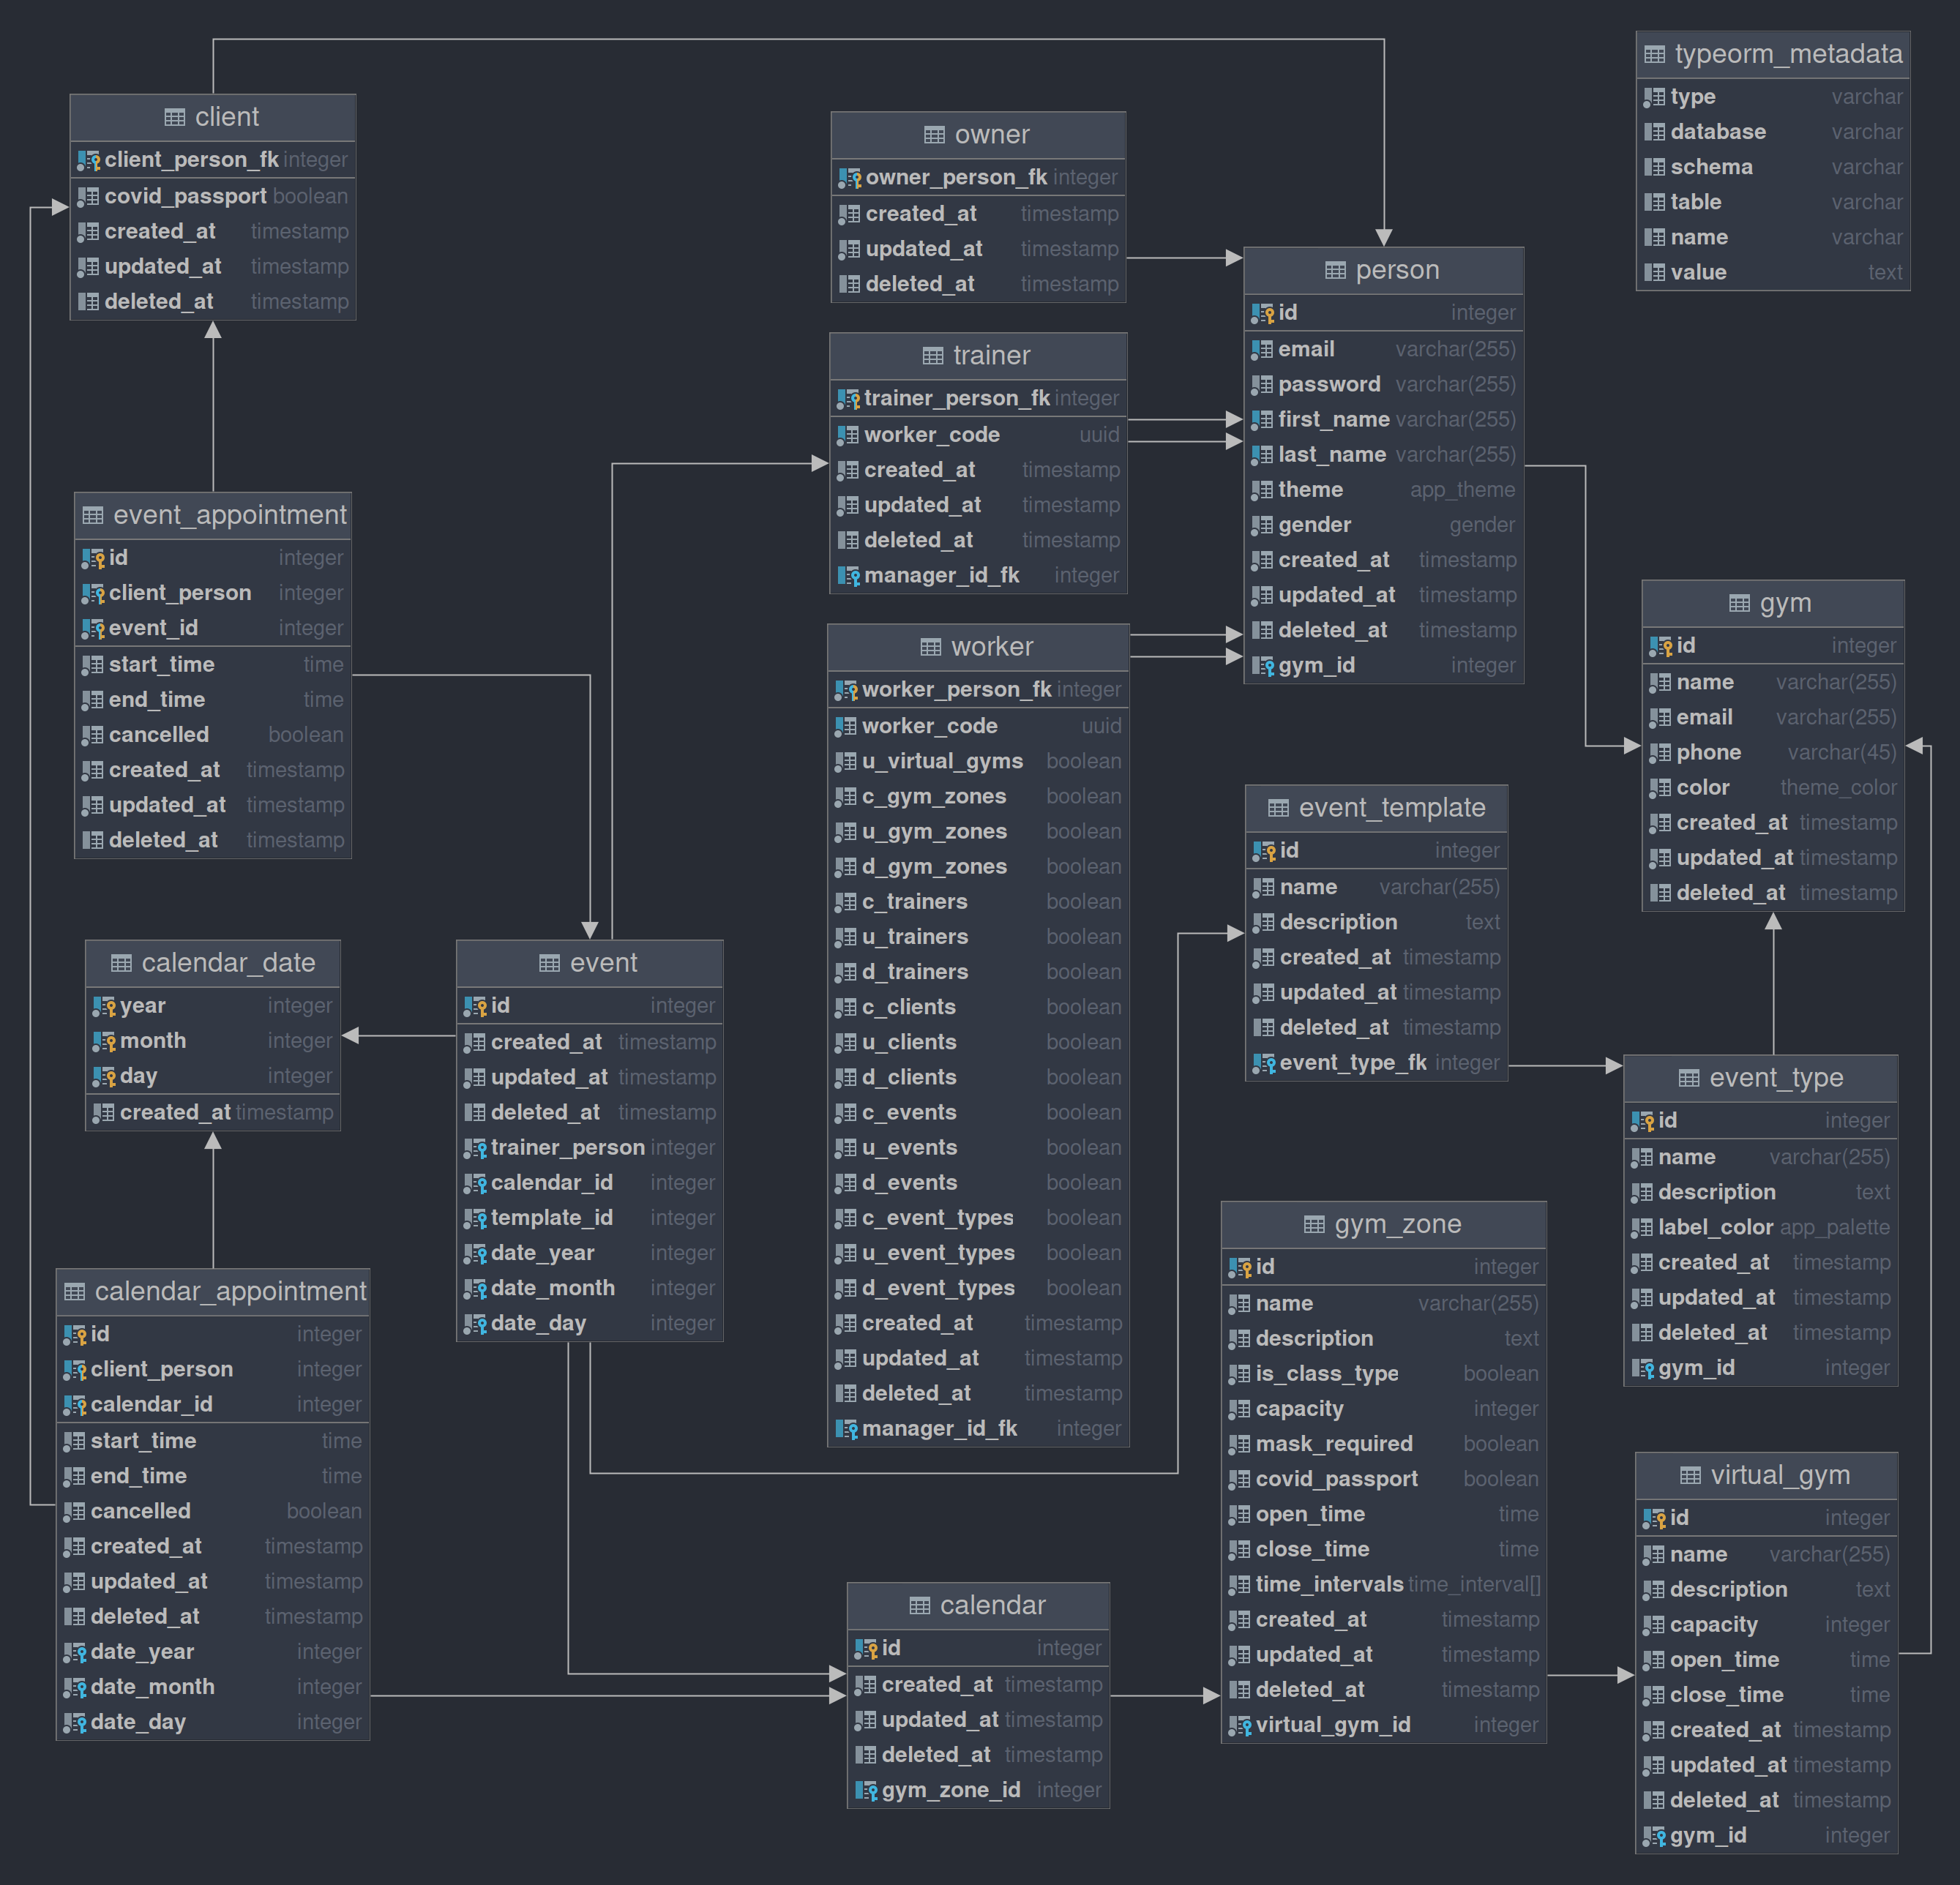 client
client_person_fk integer
covid_passport boolean
created_at timestamp
updated_at timestamp
deleted_at timestamp
owner
owner_person_fk integer
created_at timestamp
updated_at timestamp
deleted_at timestamp
typeorm_metadata
type varchar
database varchar
schema varchar
table varchar
name varchar
value text
person
id integer
email varchar(255)
password varchar(255)
first_name varchar(255)
last_name varchar(255)
theme app_theme
gender gender
created_at timestamp
updated_at timestamp
deleted_at timestamp
gym_id integer
trainer
trainer_person_fk integer
worker_code uuid
created_at timestamp
updated_at timestamp
deleted_at timestamp
manager_id_fk integer
event_appointment
id integer
client_person integer
event_id integer
start_time time
end_time time
cancelled boolean
created_at timestamp
updated_at timestamp
deleted_at timestamp
gym
id integer
name varchar(255)
email varchar(255)
phone varchar(45)
color theme_color
created_at timestamp
updated_at timestamp
deleted_at timestamp
worker
worker_person_fk integer
worker_code uuid
u_virtual_gyms boolean
c_gym_zones boolean
u_gym_zones boolean
d_gym_zones boolean
c_trainers boolean
u_trainers boolean
d_trainers boolean
c_clients boolean
u_clients boolean
d_clients boolean
c_events boolean
u_events boolean
d_events boolean
c_event_types boolean
u_event_types boolean
d_event_types boolean
created_at timestamp
updated_at timestamp
deleted_at timestamp
manager_id_fk integer
event_template
id integer
name varchar(255)
description text
created_at timestamp
updated_at timestamp
deleted_at timestamp
event_type_fk integer
calendar_date
year integer
month integer
day integer
created_at timestamp
event
id integer
created_at timestamp
updated_at timestamp
deleted_at timestamp
trainer_person integer
calendar_id integer
template_id integer
date_year integer
date_month integer
date_day integer
event_type
id integer
name varchar(255)
description text
label_color app_palette
created_at timestamp
updated_at timestamp
deleted_at timestamp
gym_id integer
gym_zone
id integer
name varchar(255)
description text
is_class_type boolean
capacity integer
mask_required boolean
covid_passport boolean
open_time time
close_time time
time_intervals time_interval[]
created_at timestamp
updated_at timestamp
deleted_at timestamp
virtual_gym_id integer
calendar_appointment
id integer
client_person integer
calendar_id integer
start_time time
end_time time
cancelled boolean
created_at timestamp
updated_at timestamp
deleted_at timestamp
date_year integer
date_month integer
date_day integer
virtual_gym
id integer
name varchar(255)
description text
capacity integer
open_time time
close_time time
created_at timestamp
updated_at timestamp
deleted_at timestamp
gym_id integer
calendar
id integer
created_at timestamp
updated_at timestamp
deleted_at timestamp
gym_zone_id integer